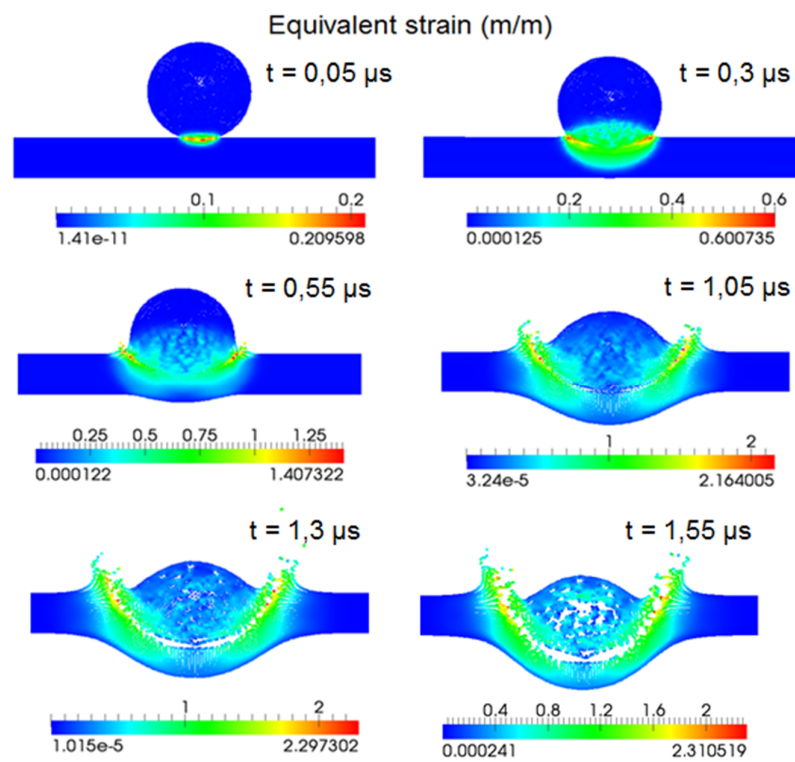 Equivalent strain (m/m)
t = 0,05 µs
t = 0,3 µs
0.1 0.2
1.41e-11 0.209598
0.2 0.4 0.6
0.000125 0.600735
t = 0,55 µs
t = 1,05 µs
0.25 0.5 0.75 1 1.25
0.000122 1.407322
1 2
3.24e-5 2.164005
t = 1,3 µs
t = 1,55 µs
1 2
1.015e-5 2.297302
0.4 0.8 1.2 1.6 2
0.000241 2.310519